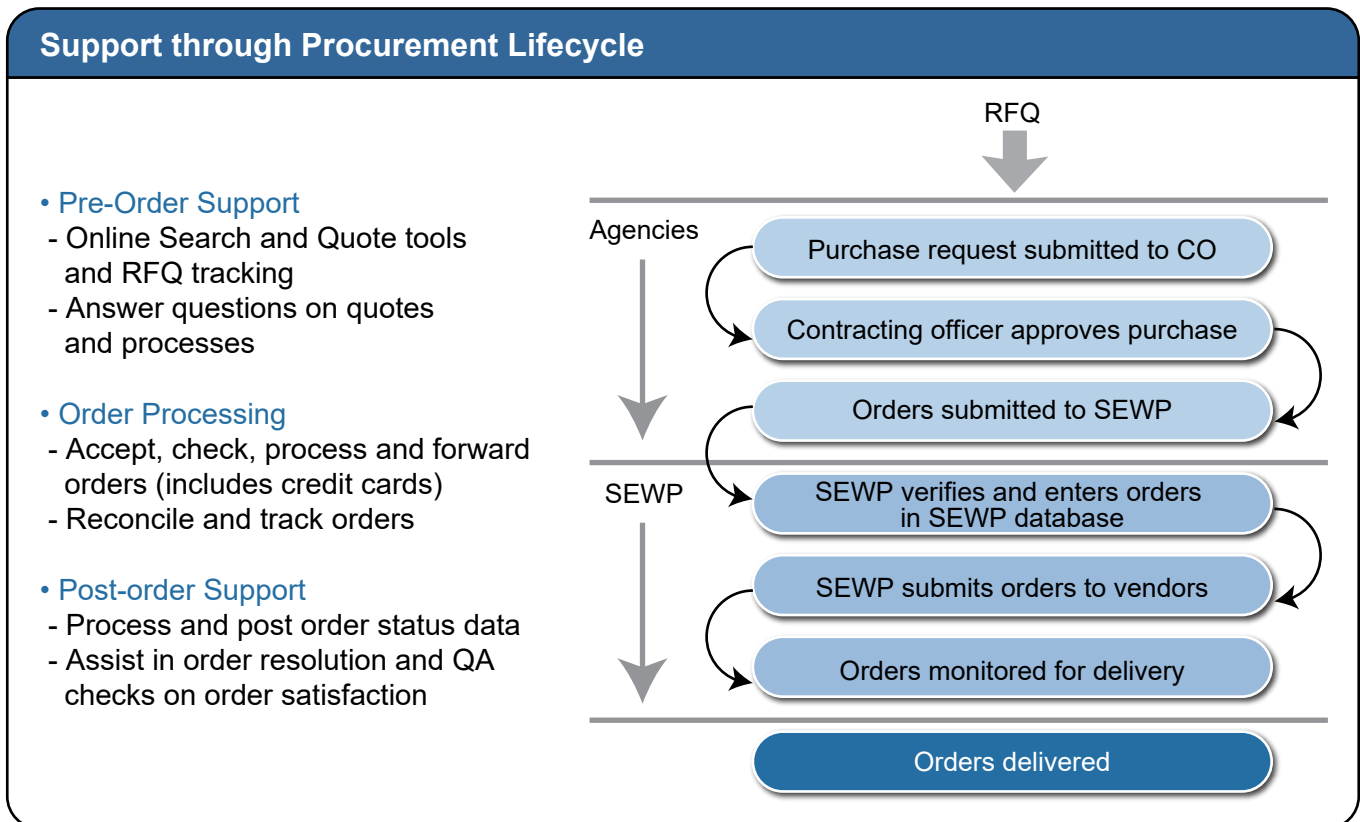 Support through Procurement Lifecycle
• Pre-Order Support
- Online Search and Quote tools
and RFQ tracking
- Answer questions on quotes
and processes
• Order Processing
- Accept, check, process and forward
orders (includes credit cards)
- Reconcile and track orders
• Post-order Support
- Process and post order status data
- Assist in order resolution and QA
checks on order satisfaction
RFQ
Agencies
Purchase request submitted to CO
Contracting officer approves purchase
Orders submitted to SEWP
SEWP
SEWP verifies and enters orders
in SEWP database
SEWP submits orders to vendors
Orders monitored for delivery
Orders delivered